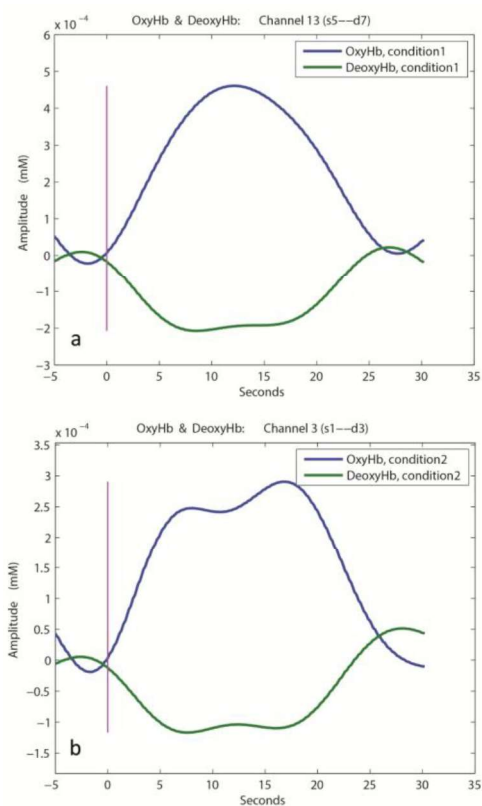 OxyHb & DeoxyHb: Channel 13 (s5−−d7)
x 10⁻⁴
6
5
4
3
2
1
0
−1
−2
−3
Amplitude (mM)
OxyHb, condition1
DeoxyHb, condition1
a
−5 0 5 10 15 20 25 30 35
Seconds
OxyHb & DeoxyHb: Channel 3 (s1−−d3)
x 10⁻⁴
3.5
3
2.5
2
1.5
1
0.5
0
−0.5
−1
−1.5
Amplitude (mM)
OxyHb, condition2
DeoxyHb, condition2
b
−5 0 5 10 15 20 25 30 35
Seconds